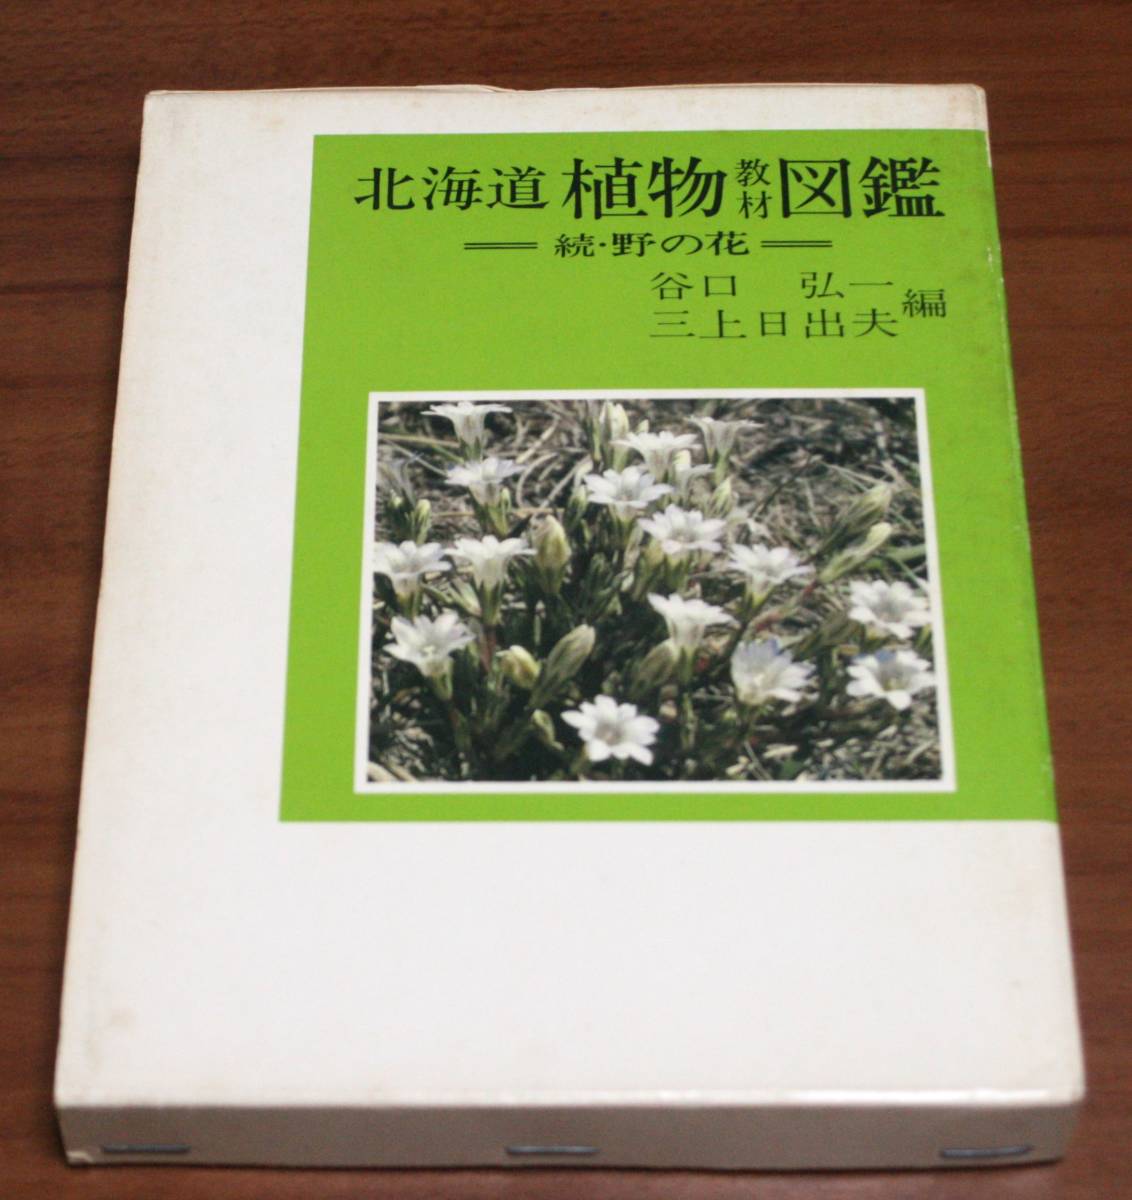 北海道 植物教材図鑑
続・野の花
谷口 弘一
三上日出夫 編